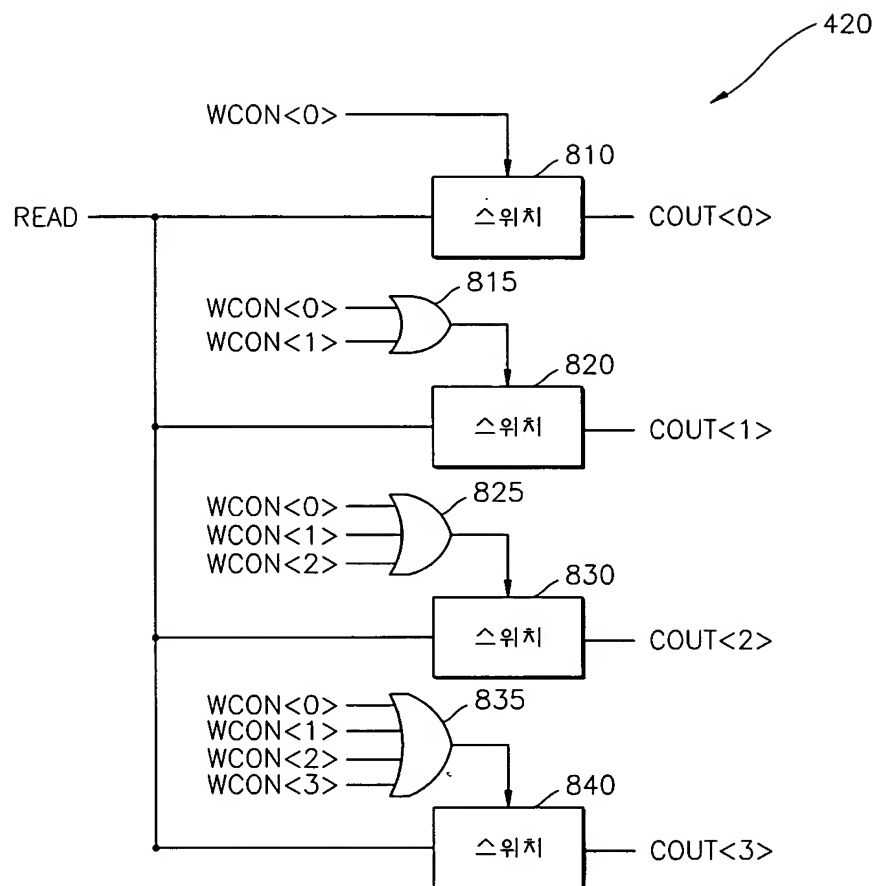 420
WCON<0>
810
READ
스위치
COUT<0>
815
WCON<0>
WCON<1>
820
스위치
COUT<1>
825
WCON<0>
WCON<1>
WCON<2>
830
스위치
COUT<2>
835
WCON<0>
WCON<1>
WCON<2>
WCON<3>
840
스위치
COUT<3>